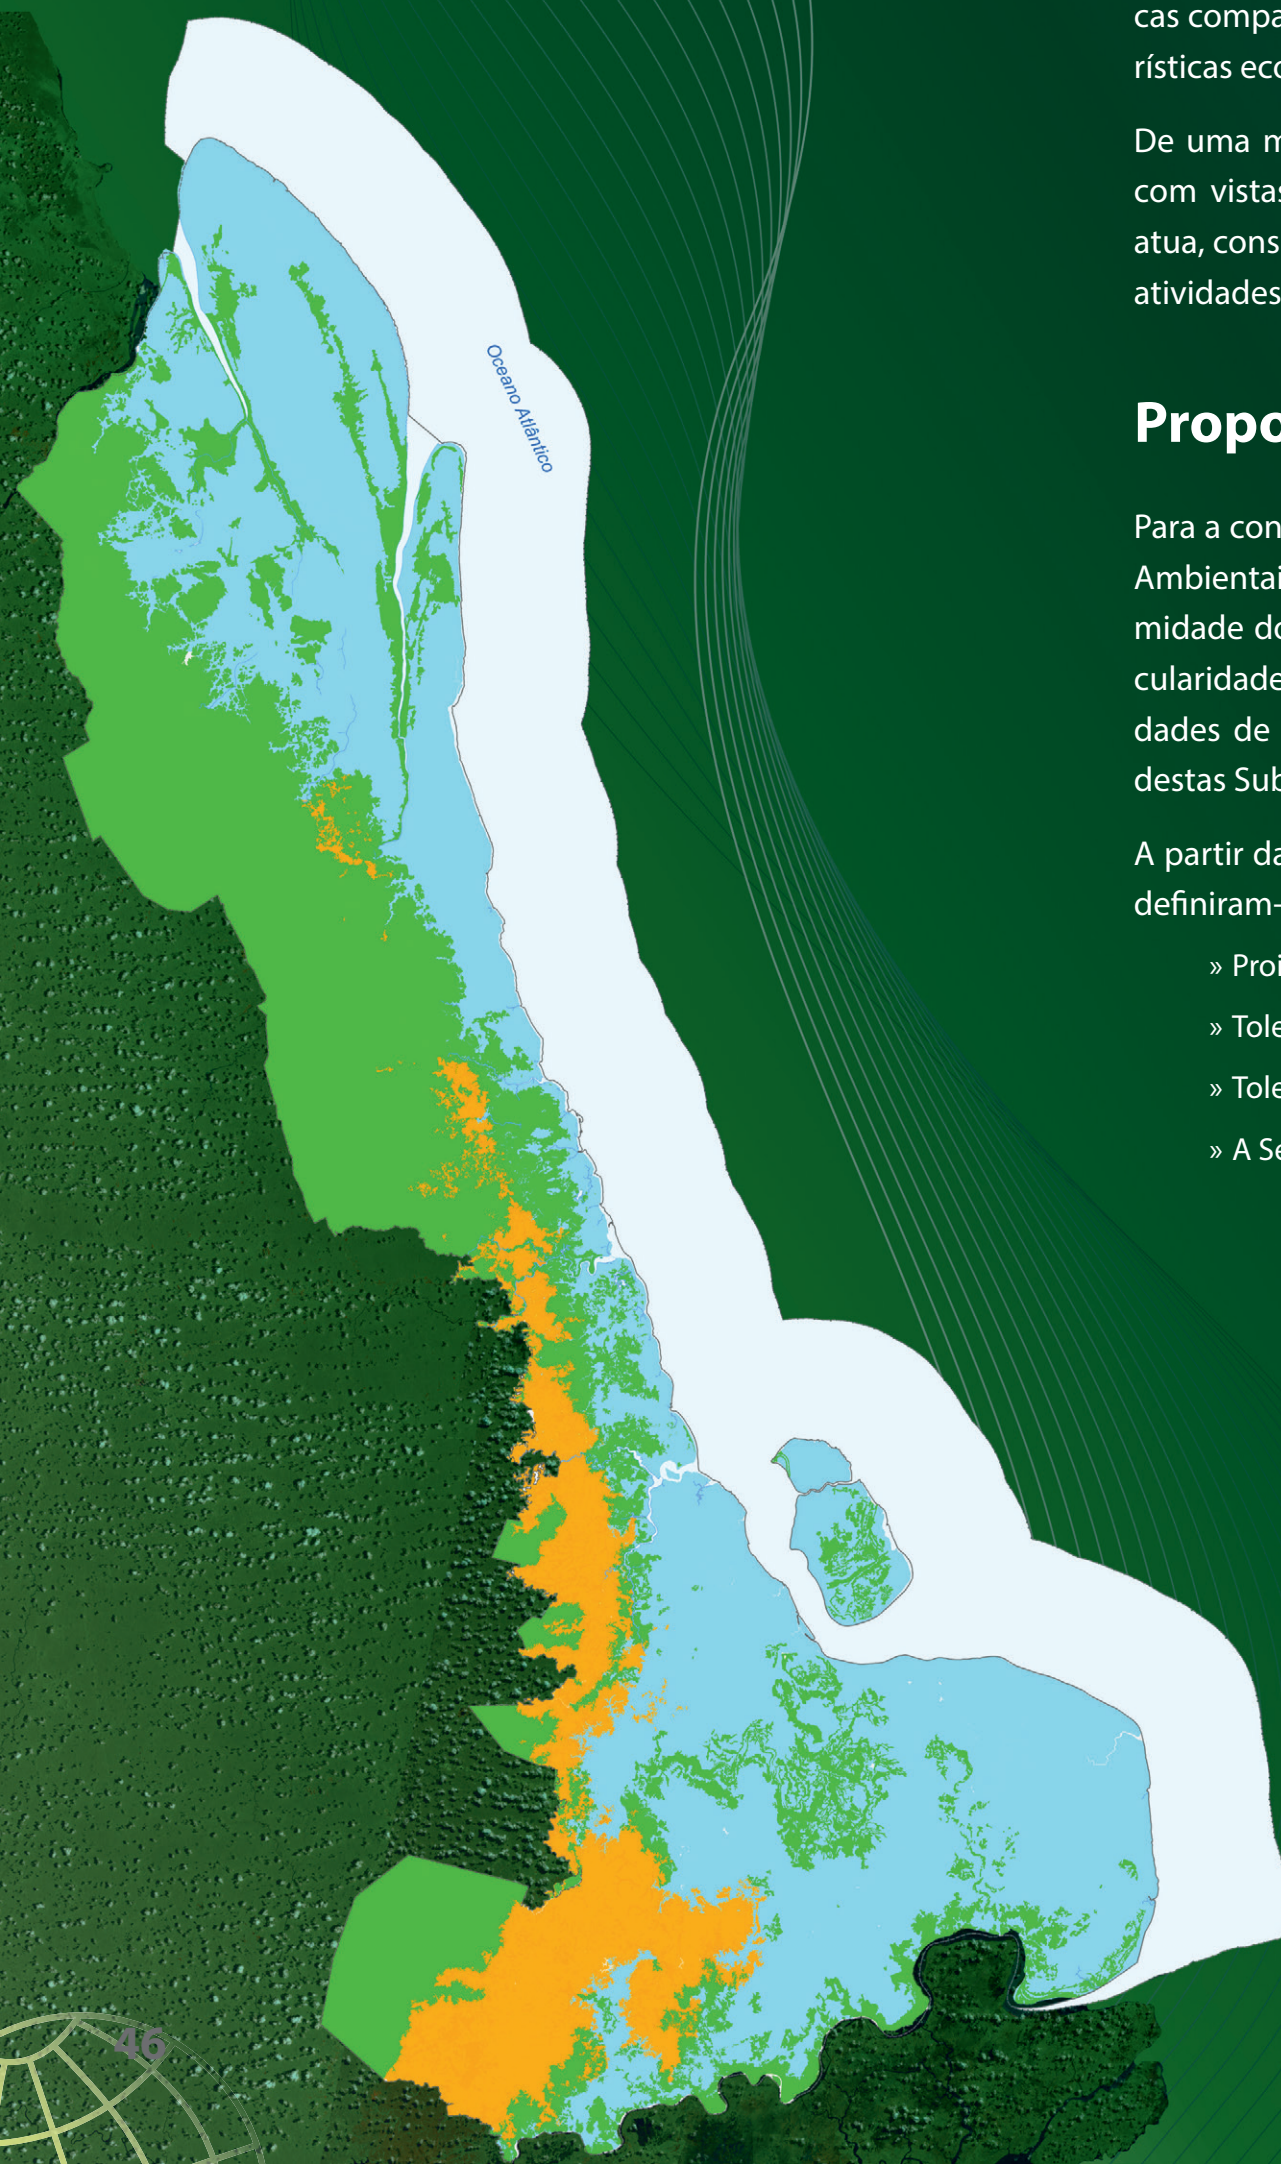 cas compa
rísticas eco
De uma m
com vistas
atua, cons
atividades
Oceano Atlântico
Propo
Para a con
Ambientai
midade do
cularidade
dades de
destas Sub
A partir da
definiram-
» Proi
» Tole
» Tole
» A Se
46